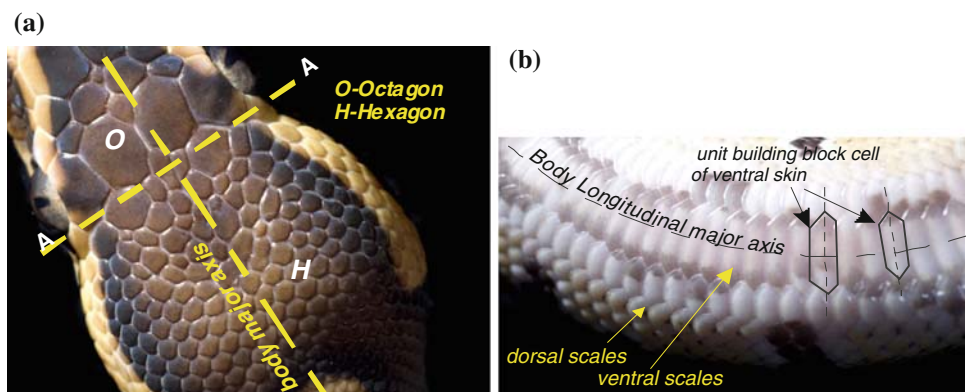 (a)
A
O-Octagon
H-Hexagon
O
A
H
body major axis
(b)
unit building block cell
of ventral skin
Body Longitudinal major axis
dorsal scales
ventral scales